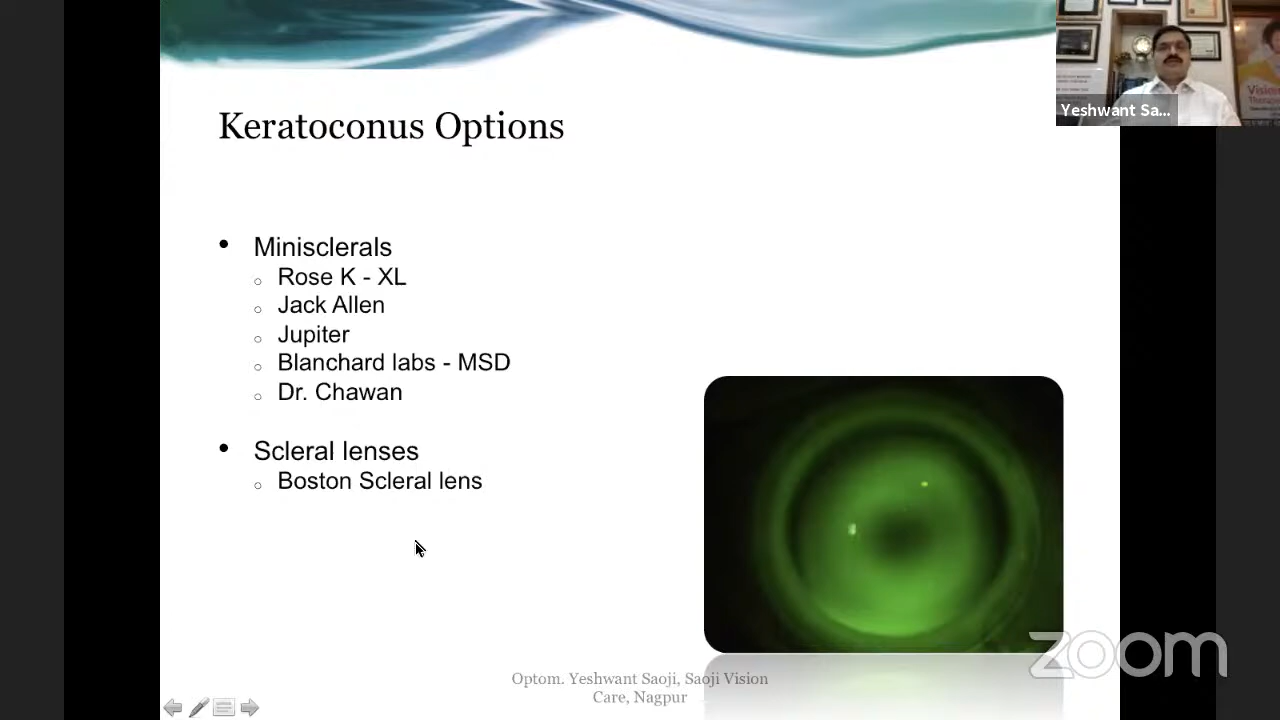 Keratoconus Options
• Minisclerals
○ Rose K - XL
○ Jack Allen
○ Jupiter
○ Blanchard labs - MSD
○ Dr. Chawan
• Scleral lenses
○ Boston Scleral lens
Optom. Yeshwant Saoji, Saoji Vision
Care, Nagpur
Yeshwant Sa...
Vision
zoom